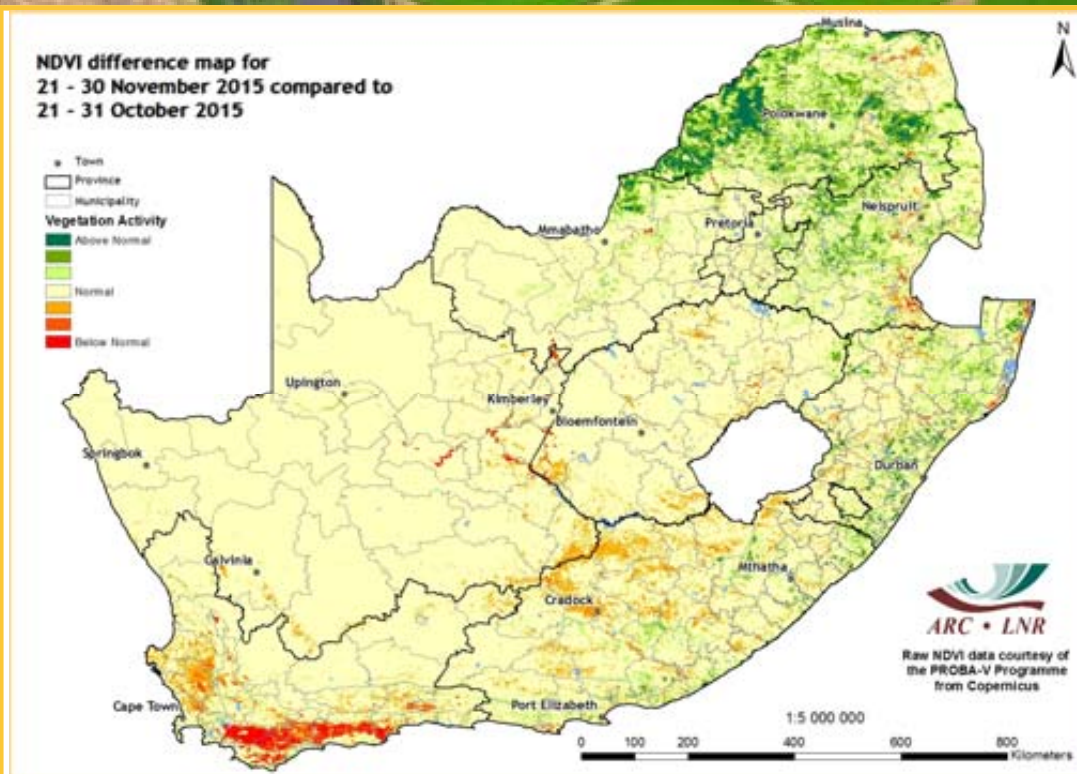 NDVI difference map for
21 - 30 November 2015 compared to
21 - 31 October 2015
N
Town
Province
Municipality
Vegetation Activity
Above Normal
Normal
Below Normal
Musina
Polokwane
Nelspruit
Pretoria
Mmabatho
Upington
Kimberley
Bloemfontein
Springbok
Durban
Calvinia
Mthatha
Cradock
Cape Town
Port Elizabeth
ARC • LNR
Raw NDVI data courtesy of
the PROBA-V Programme
from Copernicus
1:5 000 000
0 100 200 400 600 800
Kilometers